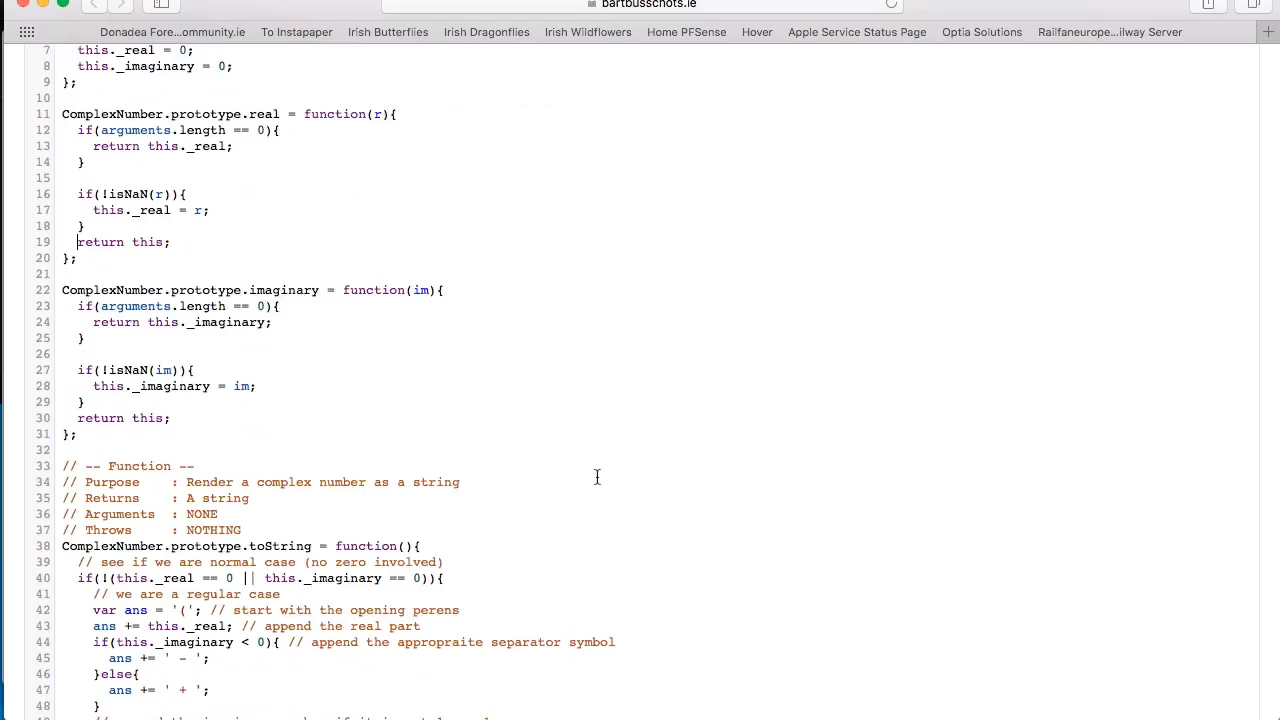 bartbusschots.ie
Donadea Fore…ommunity.ie To Instapaper Irish Butterflies Irish Dragonflies Irish Wildflowers Home PFSense Hover Apple Service Status Page Optia Solutions Railfaneurope…ilway Server
7 this._real = 0;
8 this._imaginary = 0;
9 };
10
11 ComplexNumber.prototype.real = function(r){
12 if(arguments.length == 0){
13 return this._real;
14 }
15
16 if(!isNaN(r)){
17 this._real = r;
18 }
19 return this;
20 };
21
22 ComplexNumber.prototype.imaginary = function(im){
23 if(arguments.length == 0){
24 return this._imaginary;
25 }
26
27 if(!isNaN(im)){
28 this._imaginary = im;
29 }
30 return this;
31 };
32
33 // -- Function --
34 // Purpose : Render a complex number as a string
35 // Returns : A string
36 // Arguments : NONE
37 // Throws : NOTHING
38 ComplexNumber.prototype.toString = function(){
39 // see if we are normal case (no zero involved)
40 if(!(this._real == 0 || this._imaginary == 0)){
41 // we are a regular case
42 var ans = '('; // start with the opening perens
43 ans += this._real; // append the real part
44 if(this._imaginary < 0){ // append the appropraite separator symbol
45 ans += ' - ';
46 }else{
47 ans += ' + ';
48 }